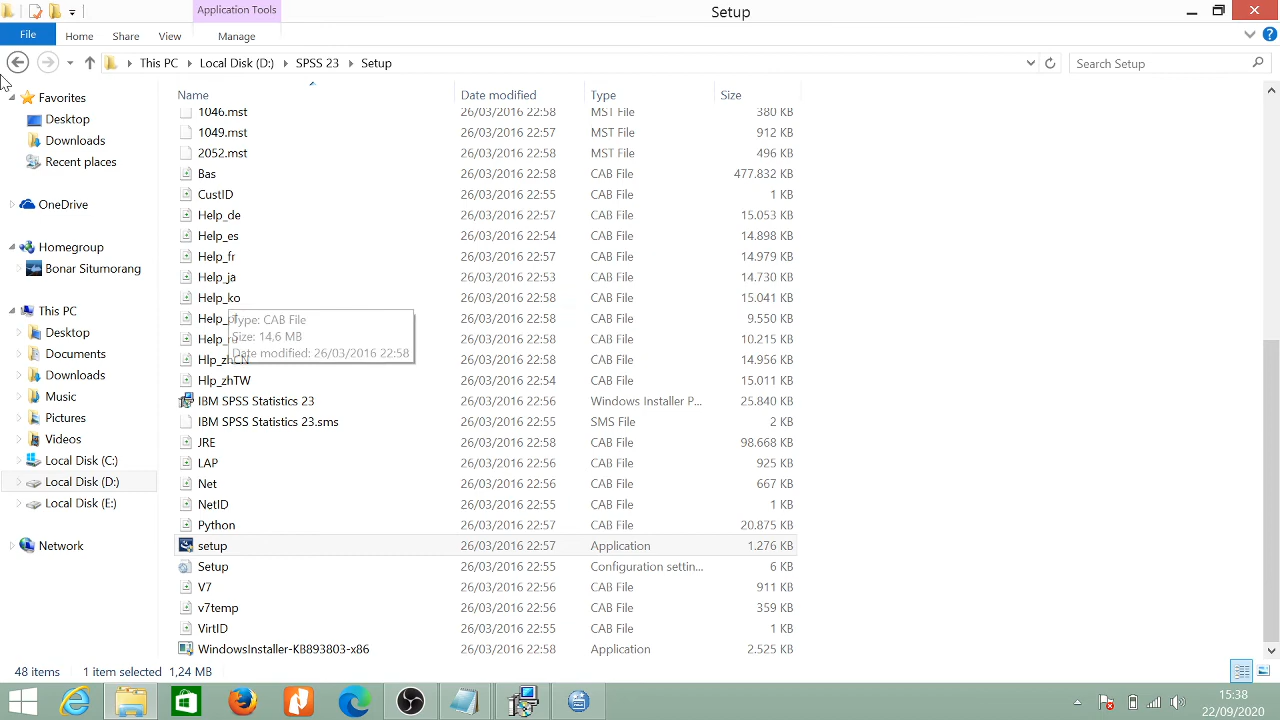 Application Tools
Setup
File
Home
Share
View
Manage
This PC
Local Disk (D:)
SPSS 23
Setup
Search Setup
Favorites
Desktop
Downloads
Recent places
OneDrive
Homegroup
Bonar Situmorang
This PC
Desktop
Documents
Downloads
Music
Pictures
Videos
Local Disk (C:)
Local Disk (D:)
Local Disk (E:)
Network
Name Date modified Type Size
1046.mst 26/03/2016 22:58 MST File 380 KB
1049.mst 26/03/2016 22:58 MST File 912 KB
2052.mst 26/03/2016 22:58 MST File 496 KB
Bas 26/03/2016 22:58 CAB File 477.832 KB
CustID 26/03/2016 22:55 CAB File 1 KB
Help_de 26/03/2016 22:57 CAB File 15.053 KB
Help_es 26/03/2016 22:54 CAB File 14.898 KB
Help_fr 26/03/2016 22:57 CAB File 14.979 KB
Help_ja 26/03/2016 22:53 CAB File 14.730 KB
Help_ko 26/03/2016 22:58 CAB File 15.041 KB
26/03/2016 22:58 CAB File 9.550 KB
26/03/2016 22:58 CAB File 10.215 KB
26/03/2016 22:56 CAB File 14.956 KB
Type: CAB File
Size: 14,6 MB
Date modified: 26/03/2016 22:58
Hlp_zhTW 26/03/2016 22:54 CAB File 15.011 KB
IBM SPSS Statistics 23 26/03/2016 22:56 Windows Installer P... 25.840 KB
IBM SPSS Statistics 23.sms 26/03/2016 22:55 SMS File 2 KB
JRE 26/03/2016 22:58 CAB File 98.668 KB
LAP 26/03/2016 22:56 CAB File 925 KB
Net 26/03/2016 22:56 CAB File 667 KB
NetID 26/03/2016 22:55 CAB File 1 KB
Python 26/03/2016 22:57 CAB File 20.875 KB
setup 26/03/2016 22:57 Application 1.276 KB
Setup 26/03/2016 22:55 Configuration settin... 6 KB
V7 26/03/2016 22:56 CAB File 911 KB
v7temp 26/03/2016 22:56 CAB File 359 KB
VirtID 26/03/2016 22:55 CAB File 1 KB
WindowsInstaller-KB893803-x86 26/03/2016 22:58 Application 2.525 KB
48 items 1 item selected 1,24 MB
15:38
22/09/2020